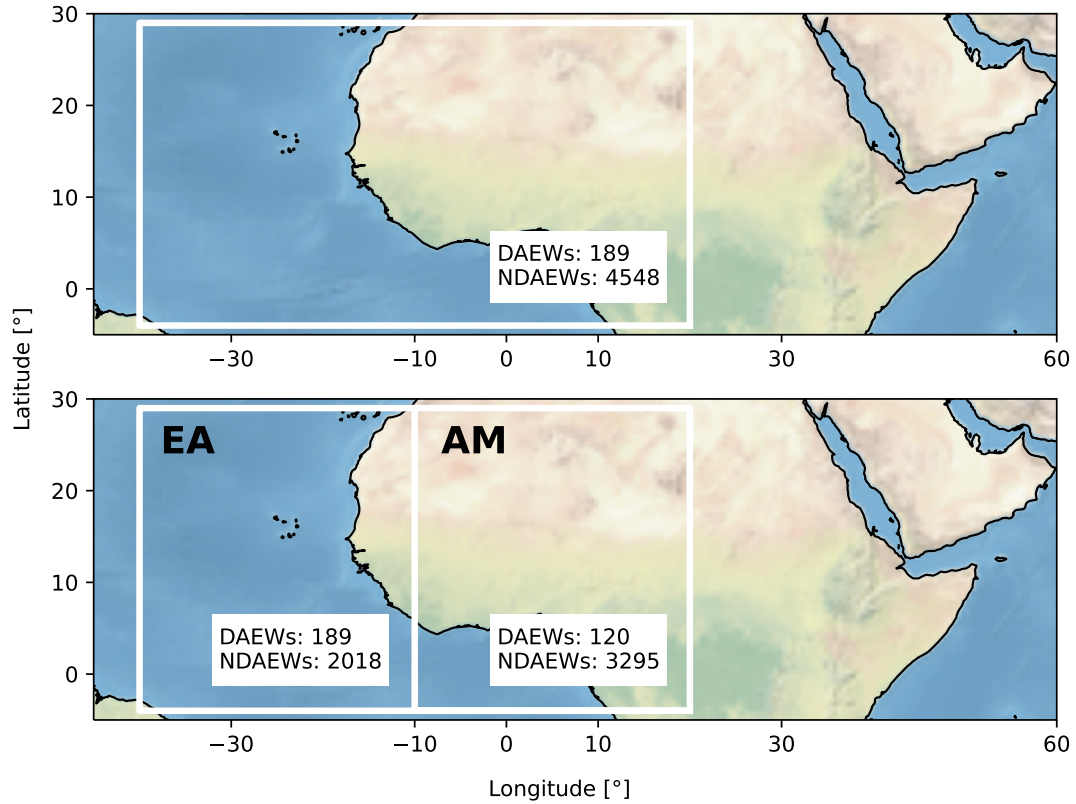 30
20
10
0
DAEWs: 189
NDAEWs: 4548
−30
−10
0
10
30
60
Latitude [°]
30
20
10
0
EA
AM
DAEWs: 189
NDAEWs: 2018
DAEWs: 120
NDAEWs: 3295
−30
−10
0
10
30
60
Longitude [°]